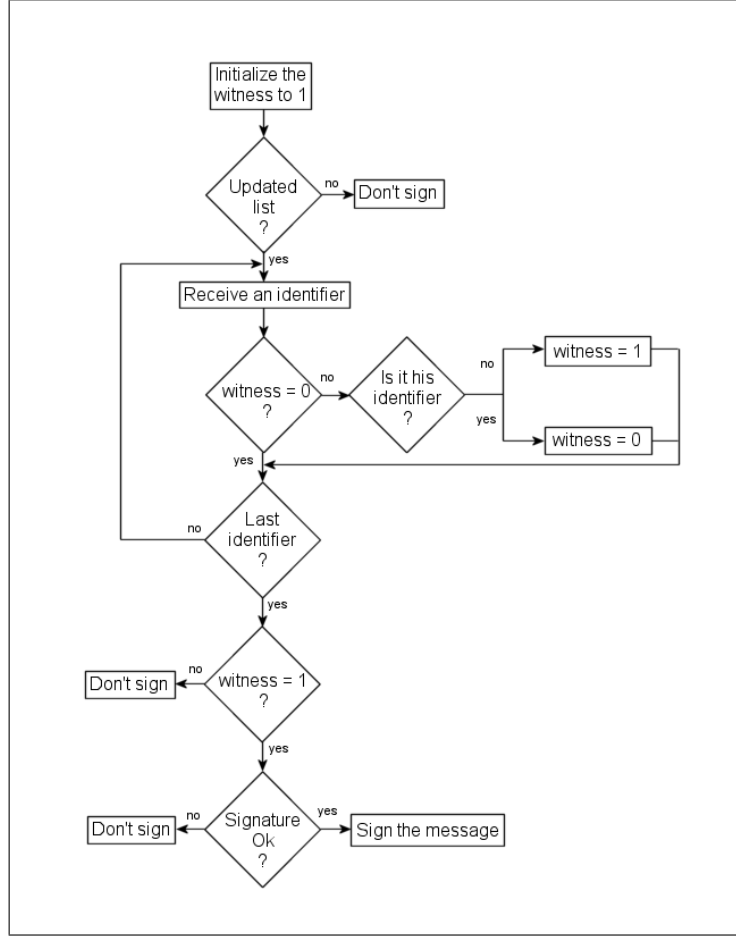 Initialize the
witness to 1
Updated
list
?
no
Don't sign
yes
Receive an identifier
witness = 0
?
no
Is it his
identifier
?
no
witness = 1
yes
witness = 0
yes
Last
identifier
?
no
yes
witness = 1
?
no
Don't sign
yes
Signature
Ok
?
no
Don't sign
yes
Sign the message